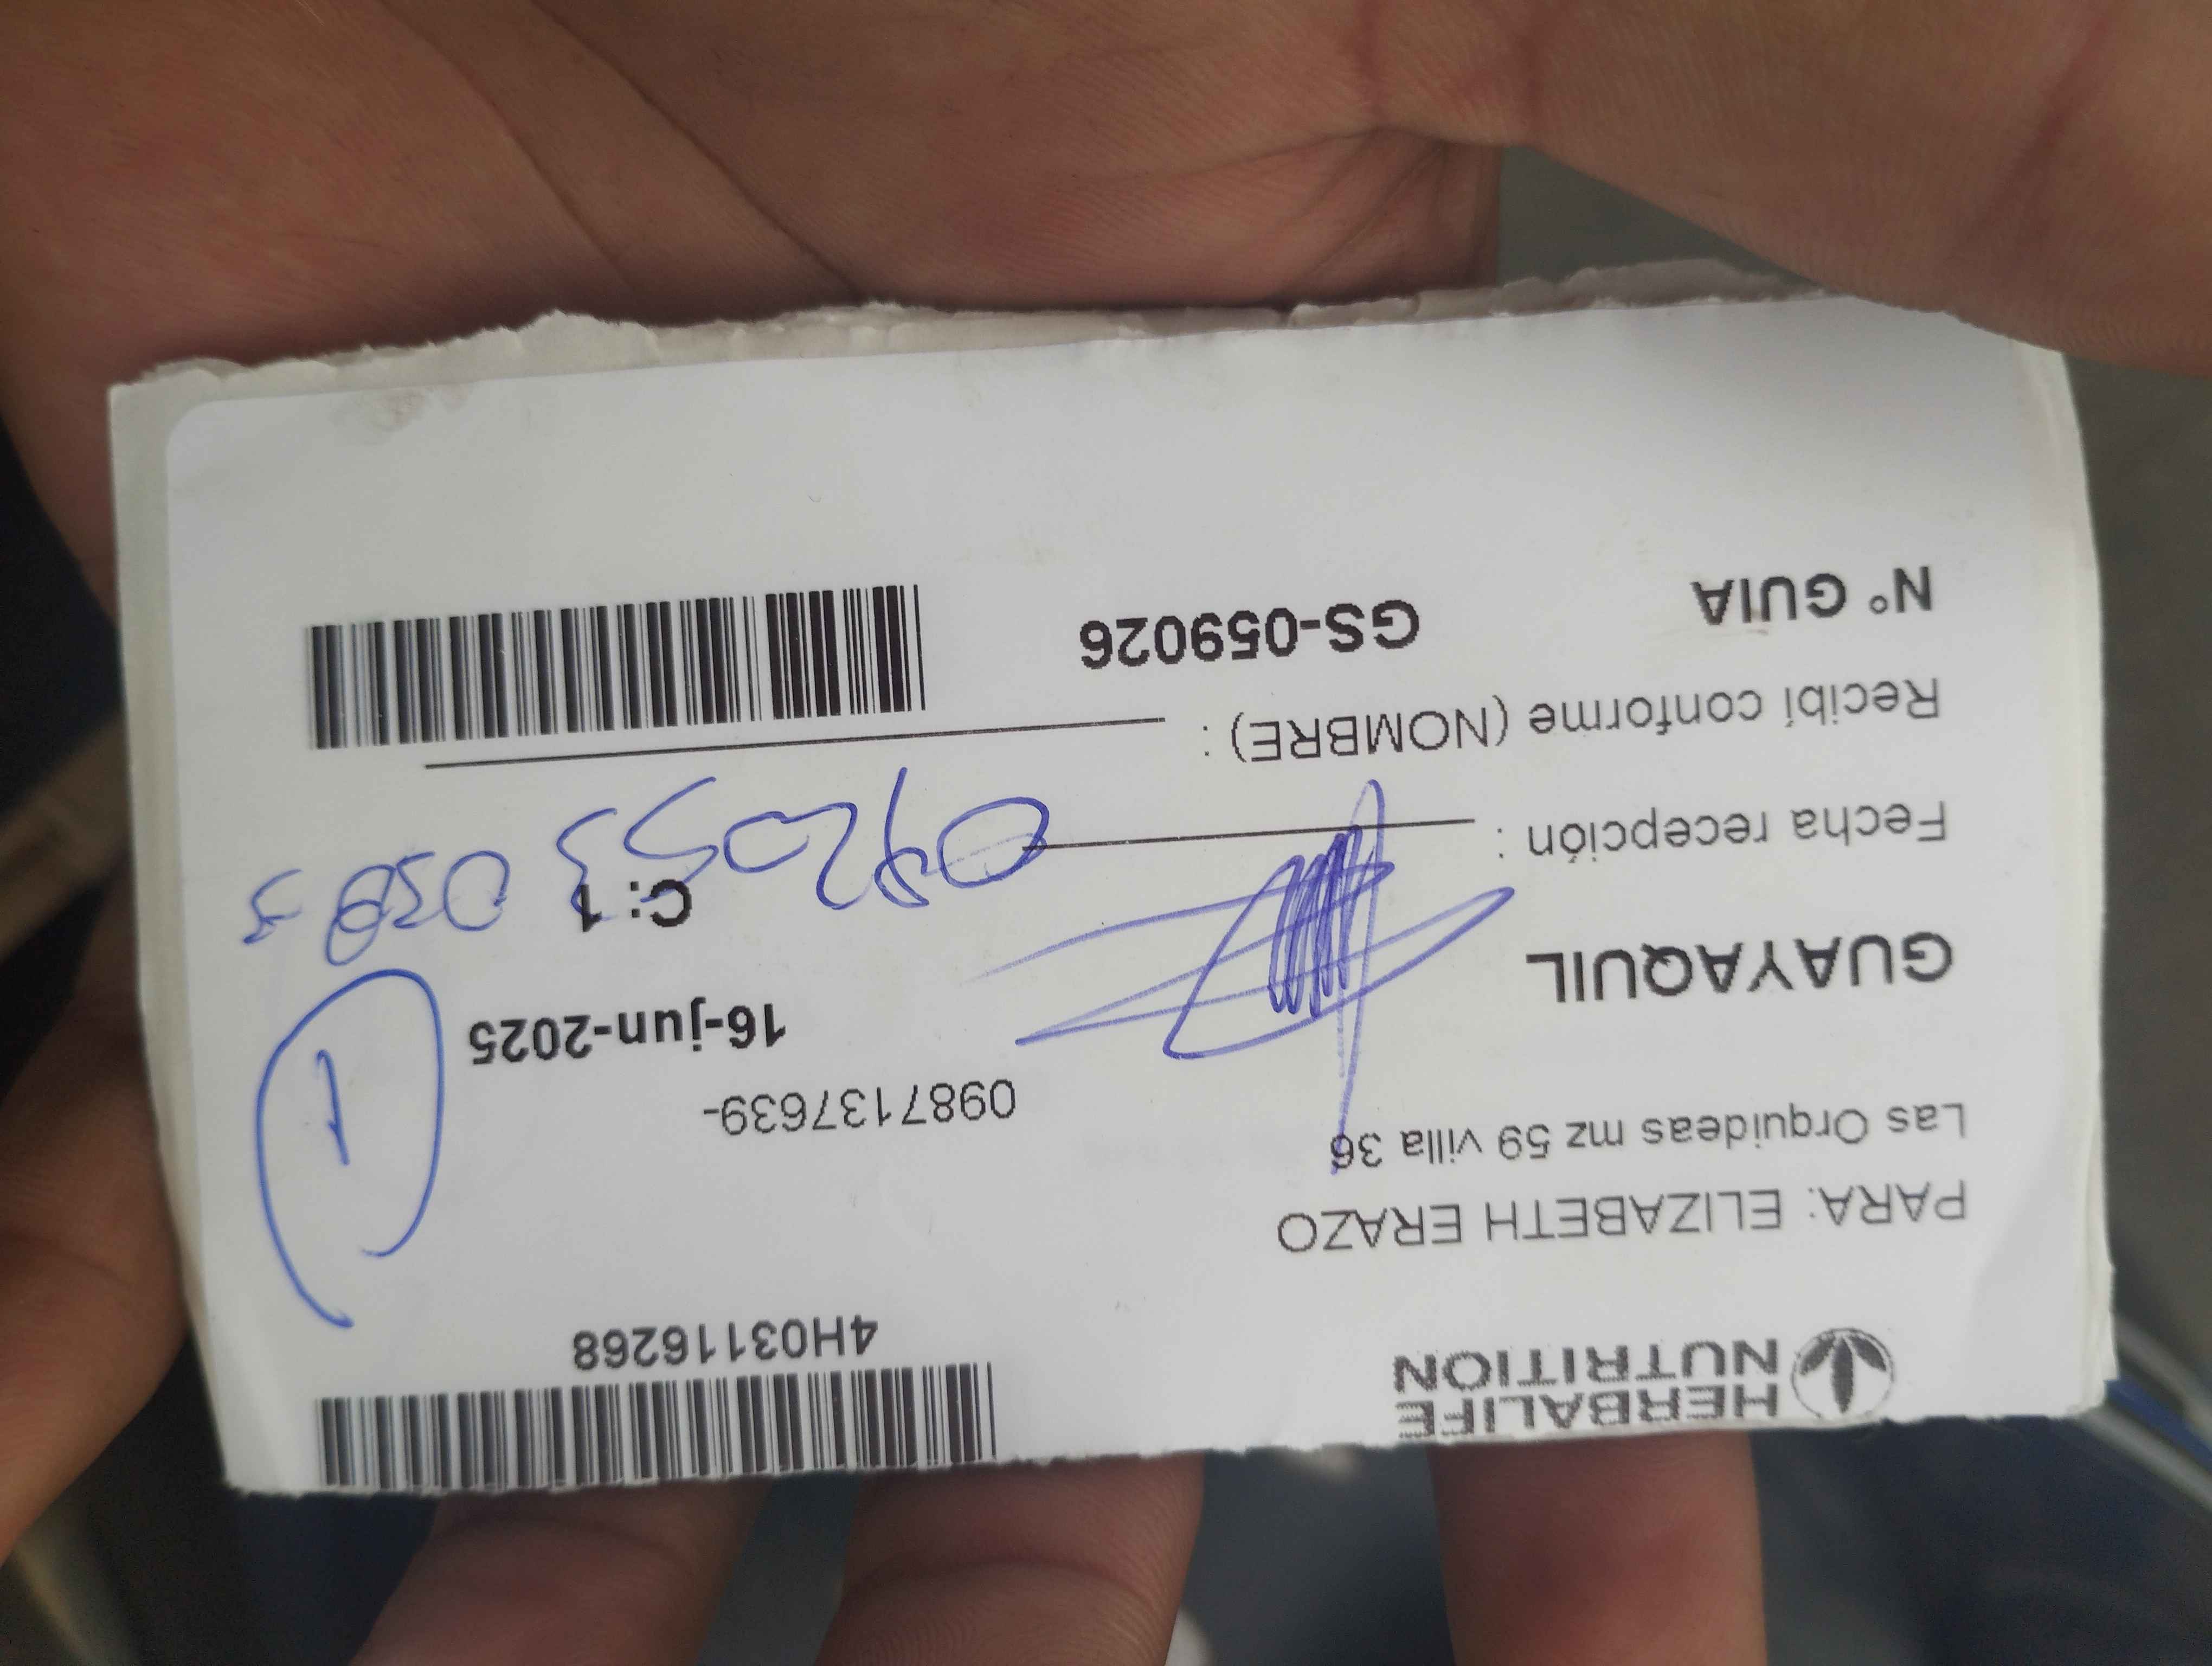 HERBALIFE
NUTRITION
4H03116268
PARA: ELIZABETH ERAZO
Las Orquideas mz 59 villa 36
0987137639-
1
16-jun-2025
GUAYAQUIL
C: 1
Fecha recepción :
Recibí conforme (NOMBRE) :
N° GUIA GS-059026